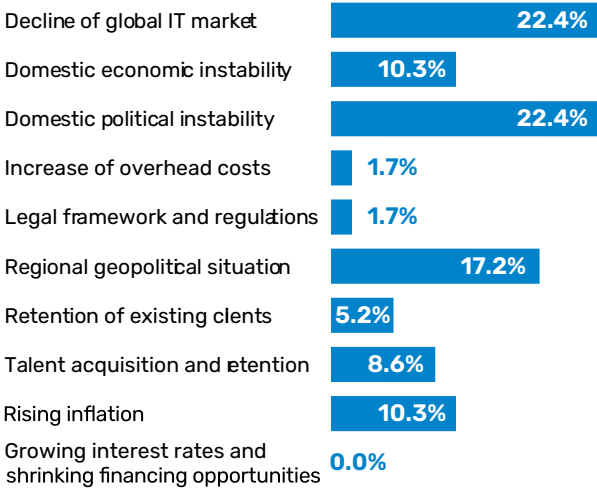 Decline of global IT market 22.4%
Domestic economic instability 10.3%
Domestic political instability 22.4%
Increase of overhead costs 1.7%
Legal framework and regulations 1.7%
Regional geopolitical situation 17.2%
Retention of existing clients 5.2%
Talent acquisition and retention 8.6%
Rising inflation 10.3%
Growing interest rates and
shrinking financing opportunities 0.0%